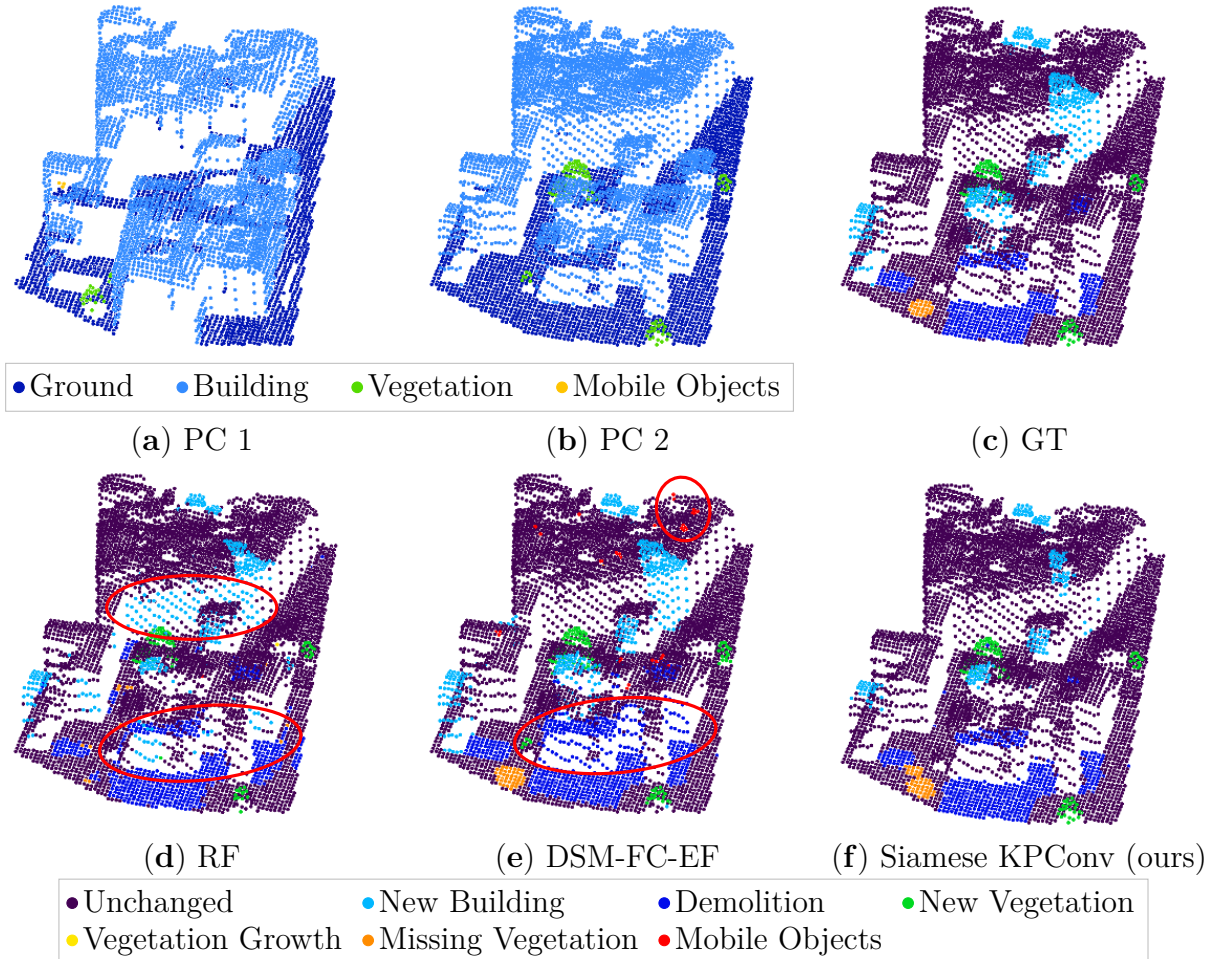 Ground Building Vegetation Mobile Objects
(a) PC 1 (b) PC 2 (c) GT
(d) RF (e) DSM-FC-EF (f) Siamese KPConv (ours)
Unchanged New Building Demolition New Vegetation
Vegetation Growth Missing Vegetation Mobile Objects